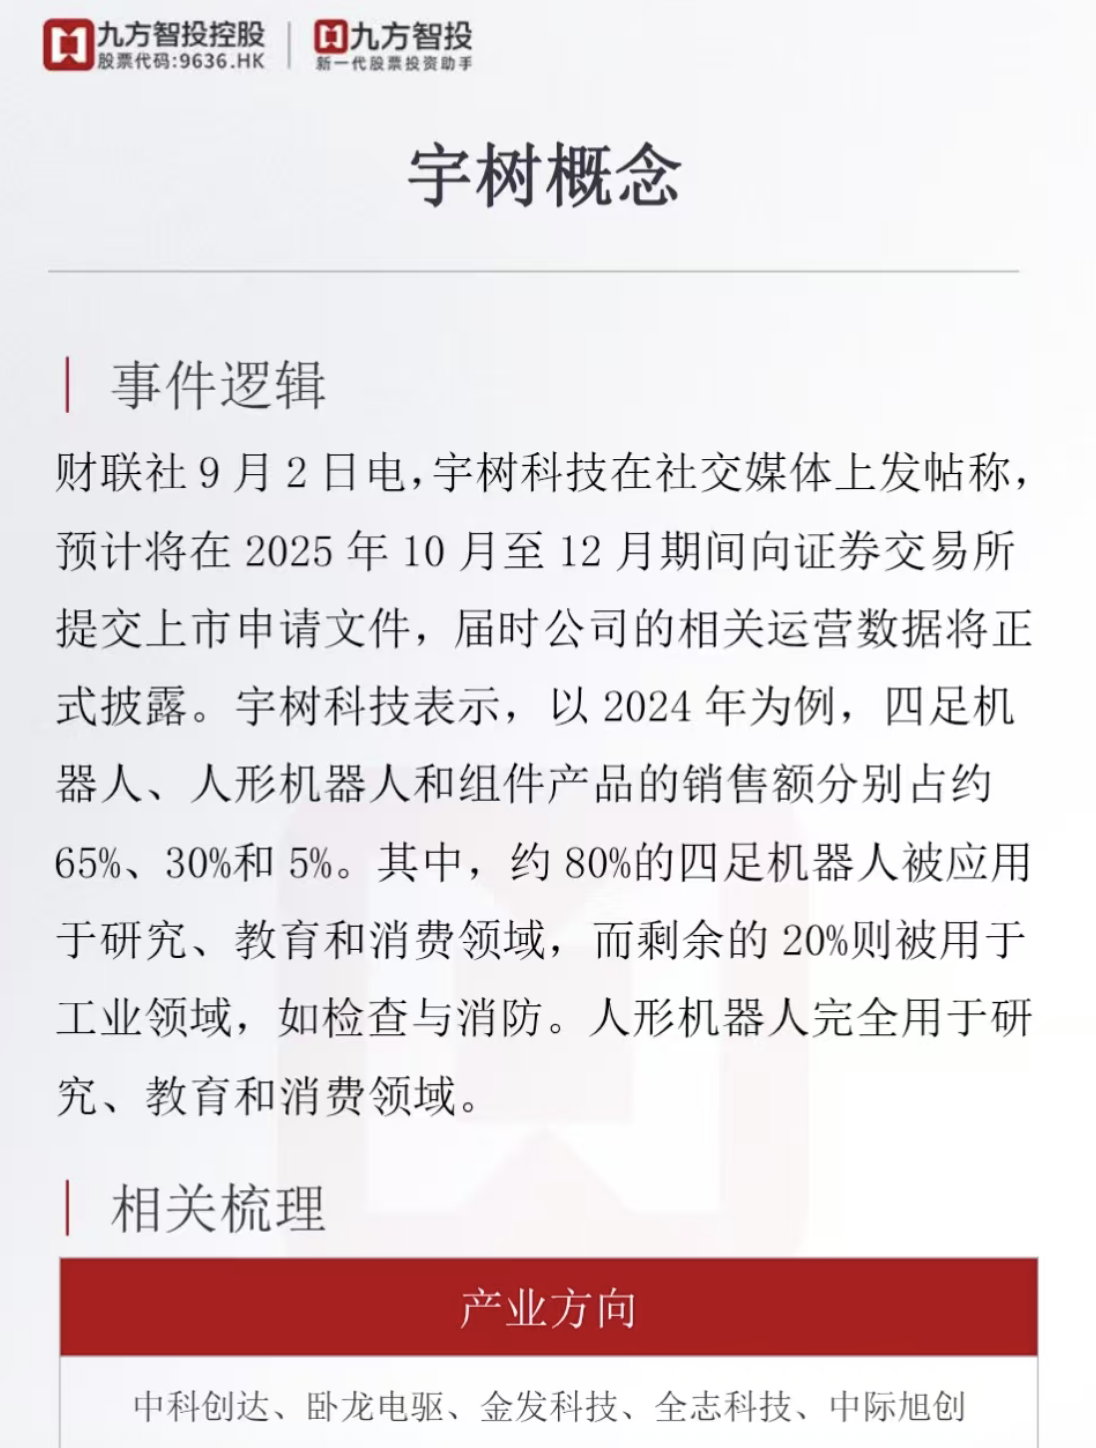 九方智投控股
股票代码:9636.HK
九方智投
新一代股票投资助手
宇树概念
事件逻辑
财联社 9 月 2 日电，宇树科技在社交媒体上发帖称，
预计将在 2025 年 10 月至 12 月期间向证券交易所
提交上市申请文件，届时公司的相关运营数据将正
式披露。宇树科技表示，以 2024 年为例，四足机
器人、人形机器人和组件产品的销售额分别占约
65%、30%和 5%。其中，约 80%的四足机器人被应用
于研究、教育和消费领域，而剩余的 20%则被用于
工业领域，如检查与消防。人形机器人完全用于研
究、教育和消费领域。
相关梳理
产业方向
中科创达、卧龙电驱、金发科技、全志科技、中际旭创